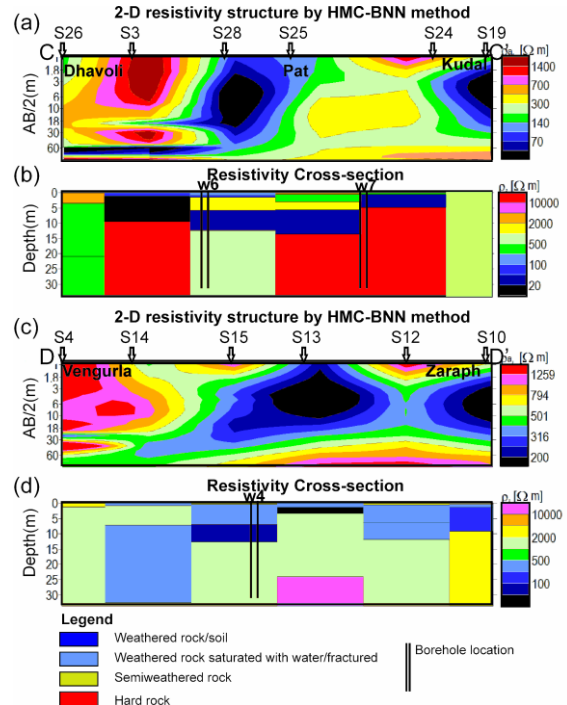 (a) 2-D resistivity structure by HMC-BNN method
S26 S3 S28 S25 S24 S19
C Dhavoli Pat Kudal C'
ρa, [Ω m]
AB/2(m)
1.8
3
6
10
18
30
60
1400
700
300
140
70
(b) Resistivity Cross-section
w6 w7
ρ, [Ω m]
Depth(m)
0
5
10
15
20
25
30
10000
2000
500
100
20
(c) 2-D resistivity structure by HMC-BNN method
S4 S14 S15 S13 S12 S10
D Vengurla Zaraph D'
ρa, [Ω m]
AB/2(m)
1.8
3
6
10
18
30
60
1259
794
501
316
200
(d) Resistivity Cross-section
w4
ρ, [Ω m]
Depth(m)
0
5
10
15
20
25
30
10000
2000
500
100
Legend
Weathered rock/soil
Weathered rock saturated with water/fractured
Semiweathered rock
Hard rock
Borehole location